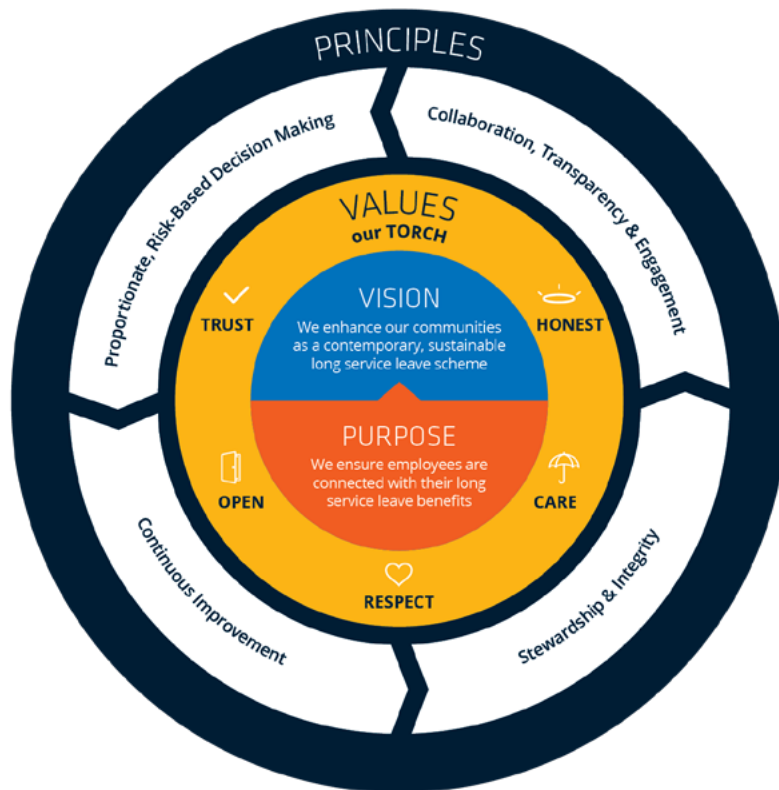 PRINCIPLES
Proportionate, Risk-Based Decision Making
Collaboration, Transparency & Engagement
VALUES
our TORCH
TRUST
HONEST
VISION
We enhance our communities
as a contemporary, sustainable
long service leave scheme
PURPOSE
We ensure employees are
connected with their long
service leave benefits
OPEN
CARE
RESPECT
Continuous Improvement
Stewardship & Integrity